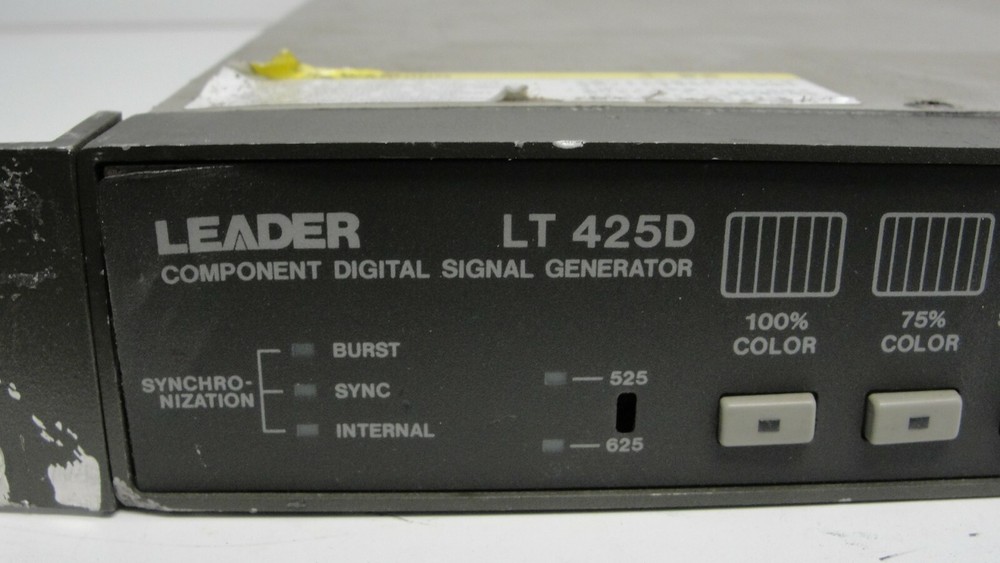 LEADER LT 425D
COMPONENT DIGITAL SIGNAL GENERATOR
SYNCHRO-
NIZATION
BURST
SYNC
INTERNAL
525
625
100%
COLOR
75%
COLOR